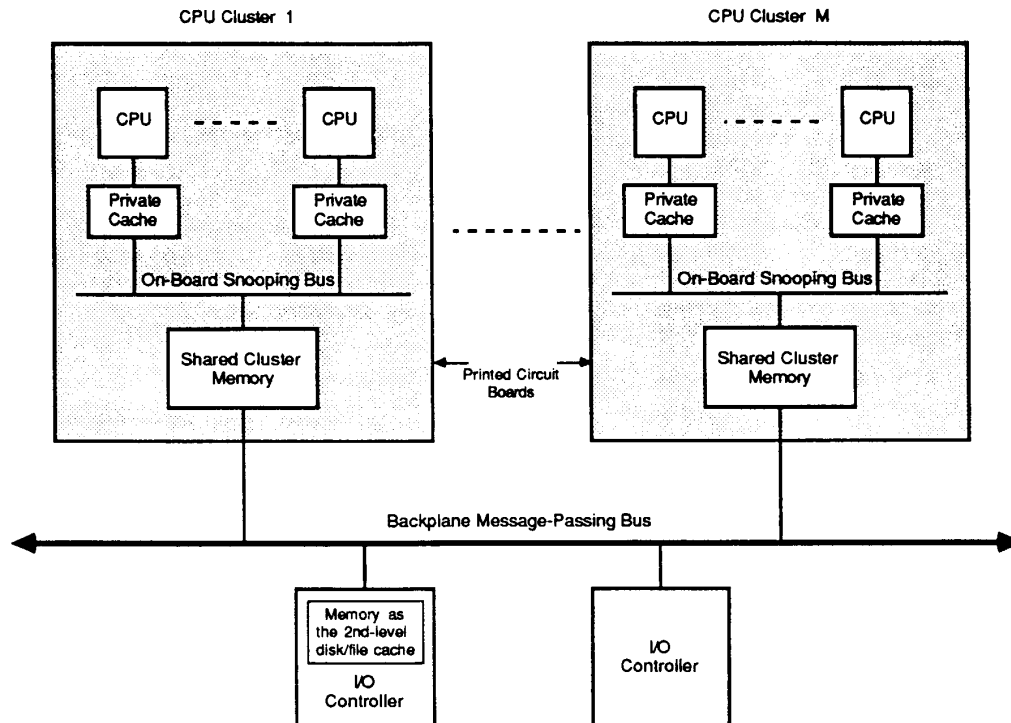 CPU Cluster 1
CPU Cluster M
CPU
CPU
CPU
CPU
Private
Cache
Private
Cache
Private
Cache
Private
Cache
On-Board Snooping Bus
On-Board Snooping Bus
Shared Cluster
Memory
Printed Circuit
Boards
Shared Cluster
Memory
Backplane Message-Passing Bus
Memory as
the 2nd-level
disk/file cache
I/O
Controller
I/O
Controller